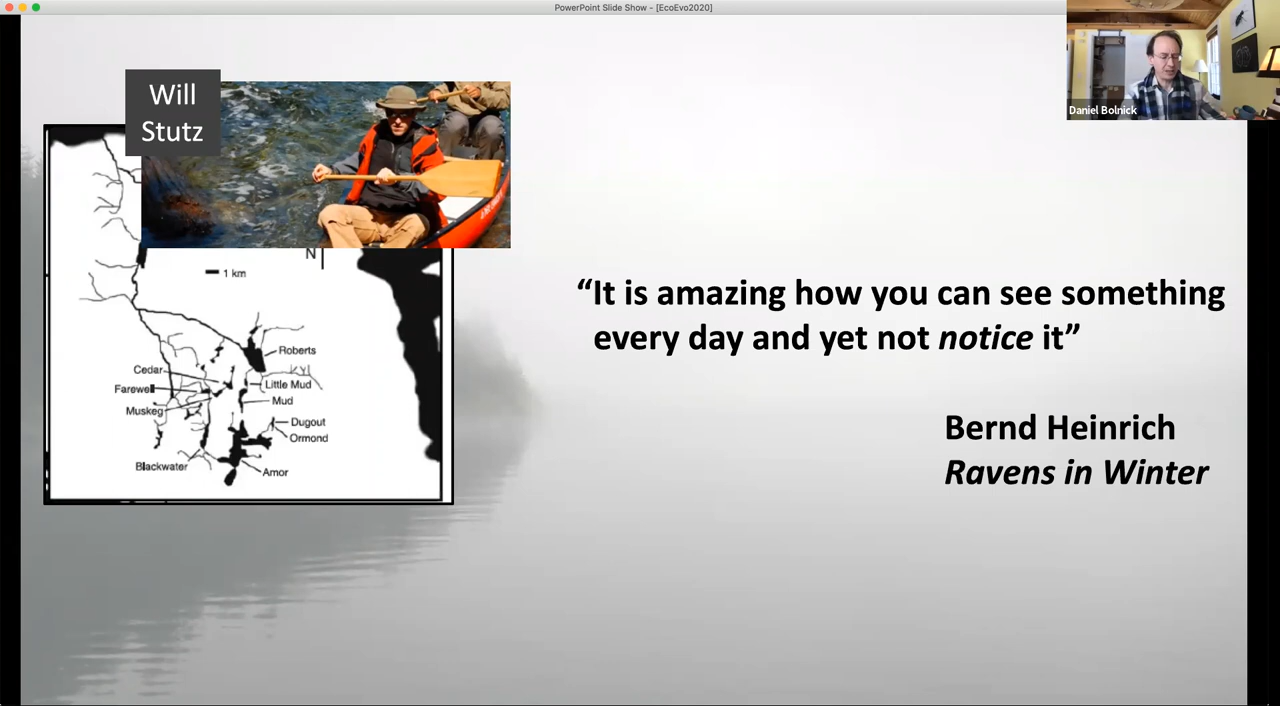 PowerPoint Slide Show - [EcoEvo2020]
Daniel Bolnick
Will
Stutz
N
1 km
Roberts
Cedar
Little Mud
Farewell
Mud
Muskeg
Dugout
Ormond
Blackwater
Amor
“It is amazing how you can see something
every day and yet not notice it”
Bernd Heinrich
Ravens in Winter